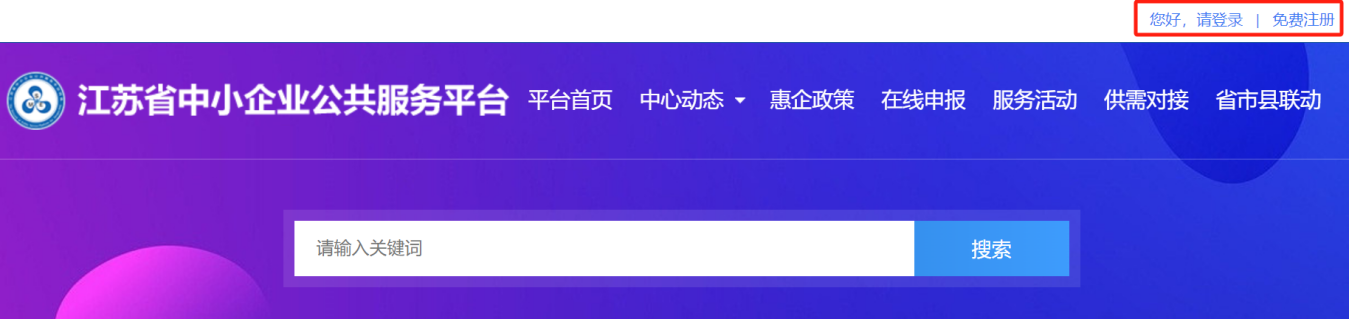 您好，请登录 | 免费注册
江苏省中小企业公共服务平台 平台首页 中心动态 惠企政策 在线申报 服务活动 供需对接 省市县联动
请输入关键词 搜索